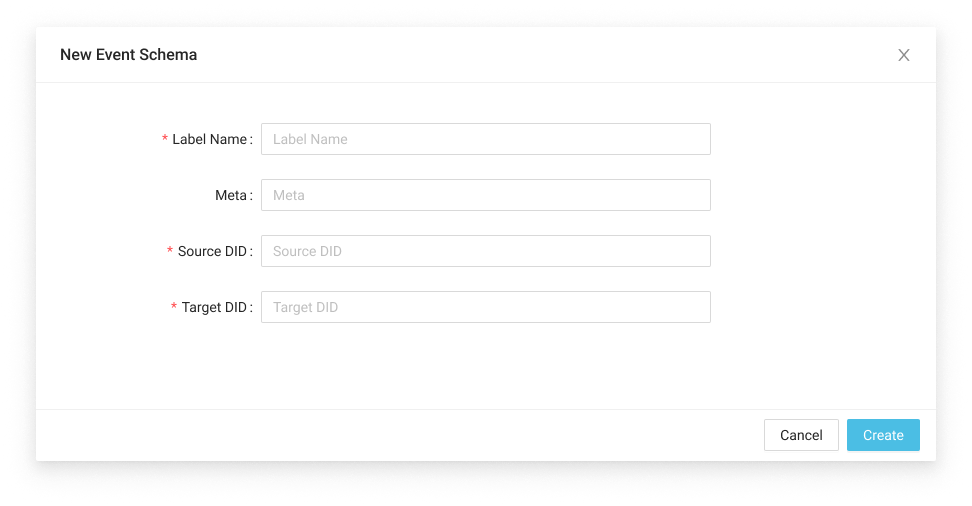 New Event Schema
* Label Name: Label Name
Meta: Meta
* Source DID: Source DID
* Target DID: Target DID
Cancel Create